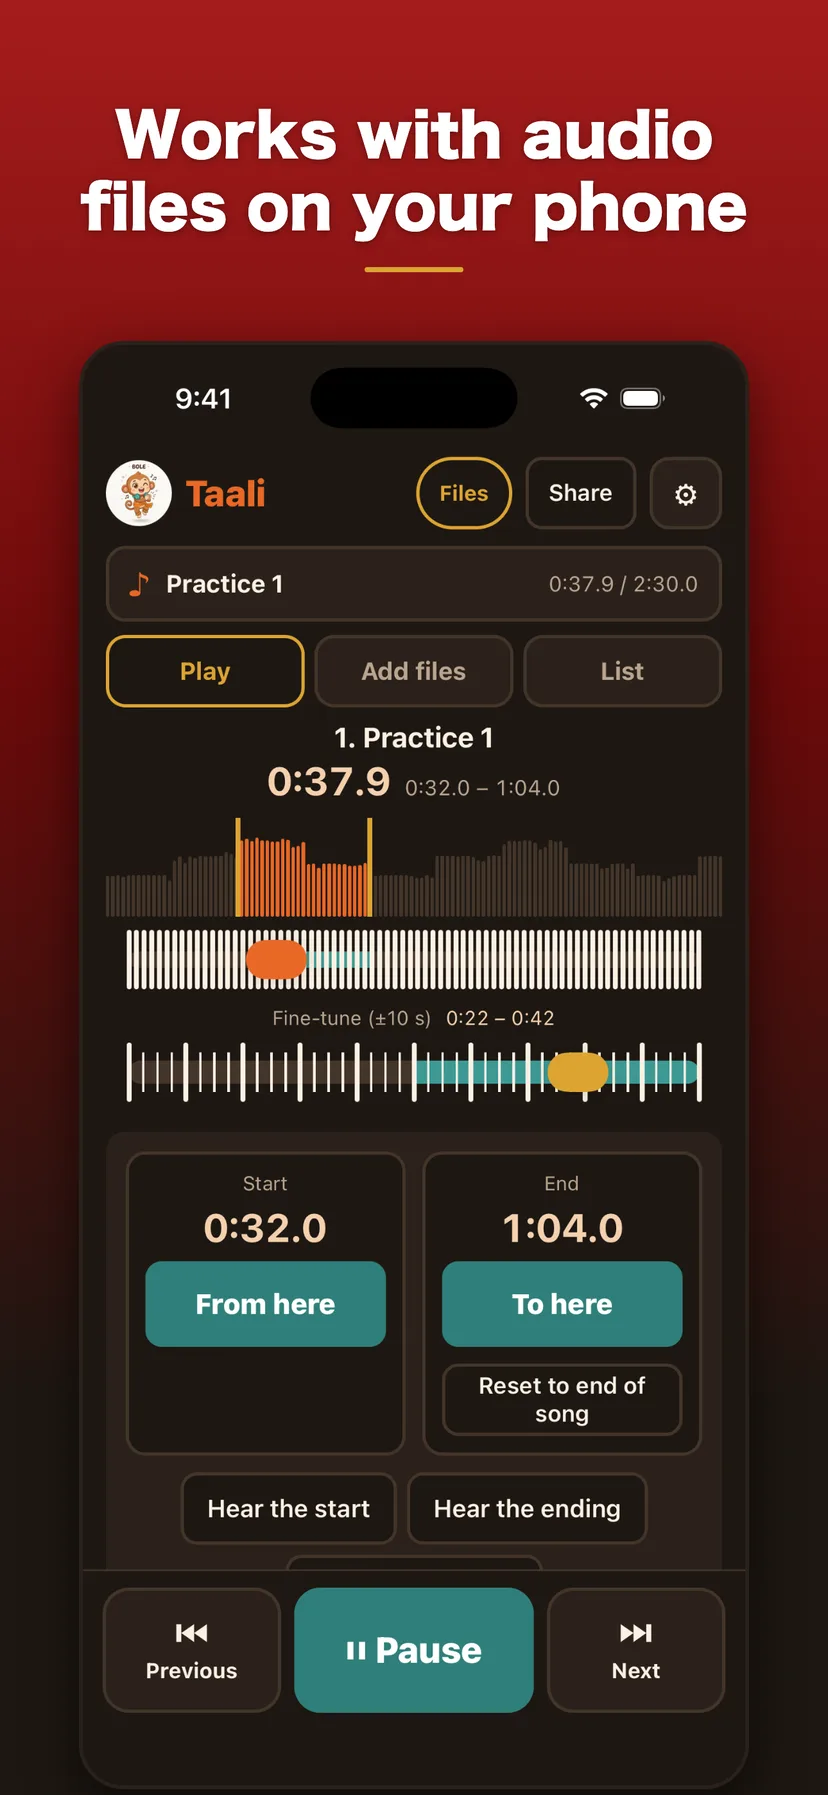 Works with audio
files on your phone
9:41
BOLE
Taali
Files
Share
Practice 1
0:37.9 / 2:30.0
Play
Add files
List
1. Practice 1
0:37.9 0:32.0 – 1:04.0
Fine-tune (±10 s) 0:22 – 0:42
Start
0:32.0
From here
End
1:04.0
To here
Reset to end of
song
Hear the start
Hear the ending
Previous
Pause
Next